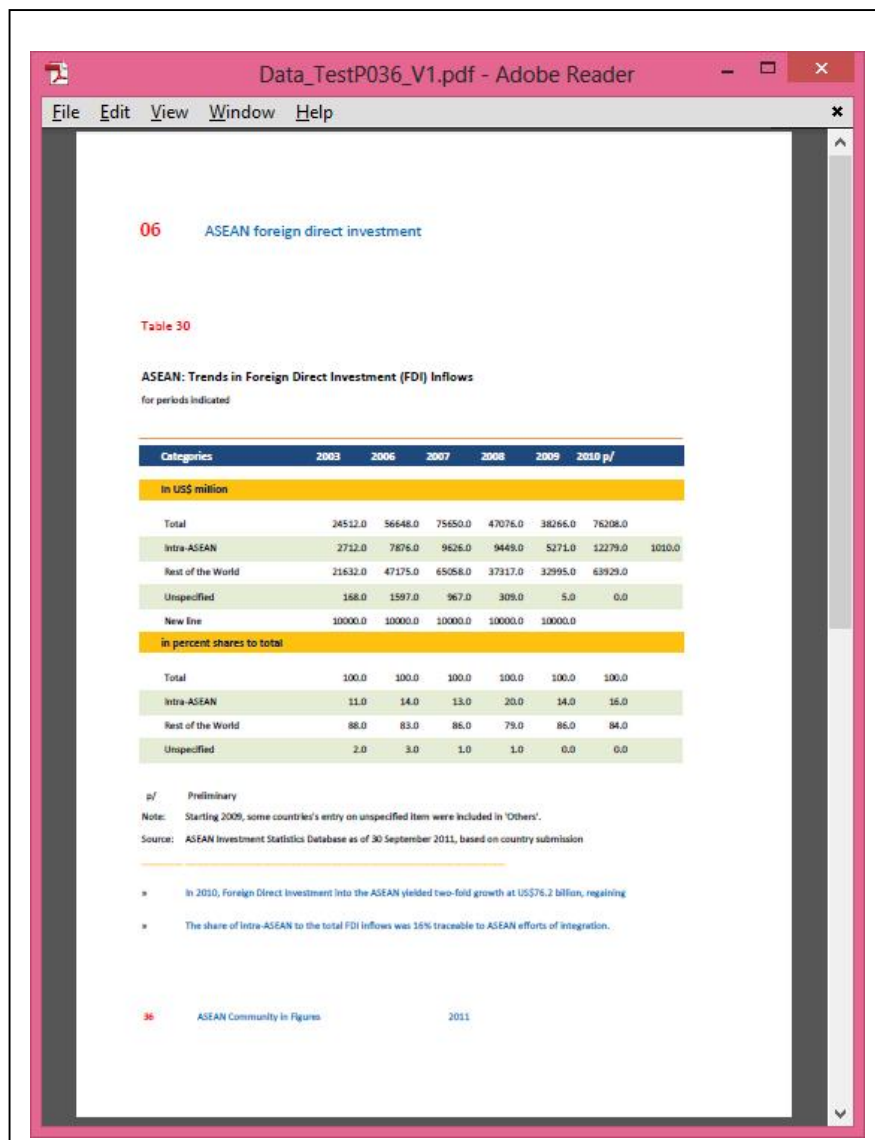 Data_TestP036_V1.pdf - Adobe Reader
File Edit View Window Help
06 ASEAN foreign direct investment
Table 30
ASEAN: Trends in Foreign Direct Investment (FDI) Inflows
for periods indicated
Categories 2003 2006 2007 2008 2009 2010 p/
In US$ million
Total 24512.0 56648.0 75650.0 47076.0 38266.0 76208.0
Intra-ASEAN 2712.0 7876.0 9626.0 9449.0 5271.0 12279.0 1010.0
Rest of the World 21632.0 47175.0 65058.0 37317.0 32995.0 63929.0
Unspecified 168.0 1597.0 967.0 309.0 5.0 0.0
New line 10000.0 10000.0 10000.0 10000.0 10000.0
in percent shares to total
Total 100.0 100.0 100.0 100.0 100.0 100.0
Intra-ASEAN 11.0 14.0 13.0 20.0 14.0 16.0
Rest of the World 88.0 83.0 86.0 79.0 86.0 84.0
Unspecified 2.0 3.0 1.0 1.0 0.0 0.0
p/ Preliminary
Note: Starting 2009, some countries's entry on unspecified item were included in 'Others'.
Source: ASEAN Investment Statistics Database as of 30 September 2011, based on country submission
» In 2010, Foreign Direct Investment into the ASEAN yielded two-fold growth at US$76.2 billion, regaining
» The share of intra-ASEAN to the total FDI inflows was 16% traceable to ASEAN efforts of integration.
36 ASEAN Community in Figures 2011